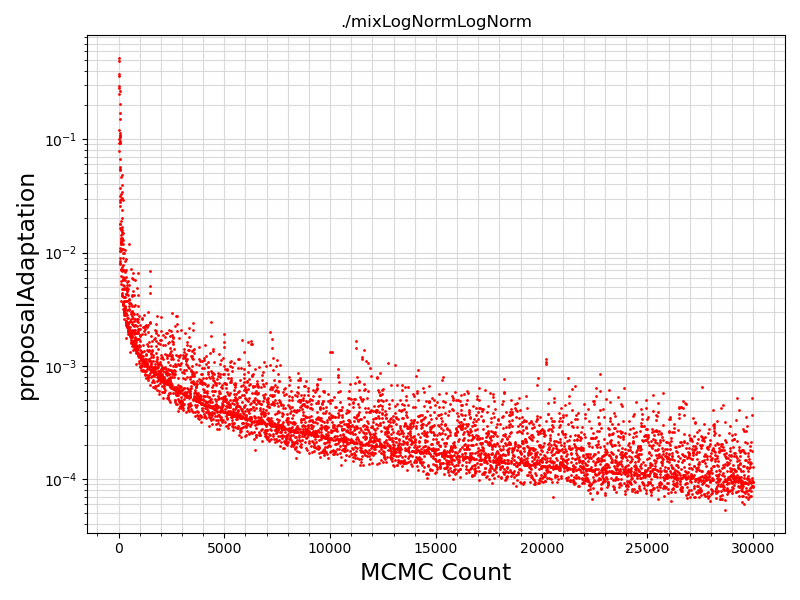 ./mixLogNormLogNorm
proposalAdaptation
10⁻¹
10⁻²
10⁻³
10⁻⁴
0 5000 10000 15000 20000 25000 30000
MCMC Count